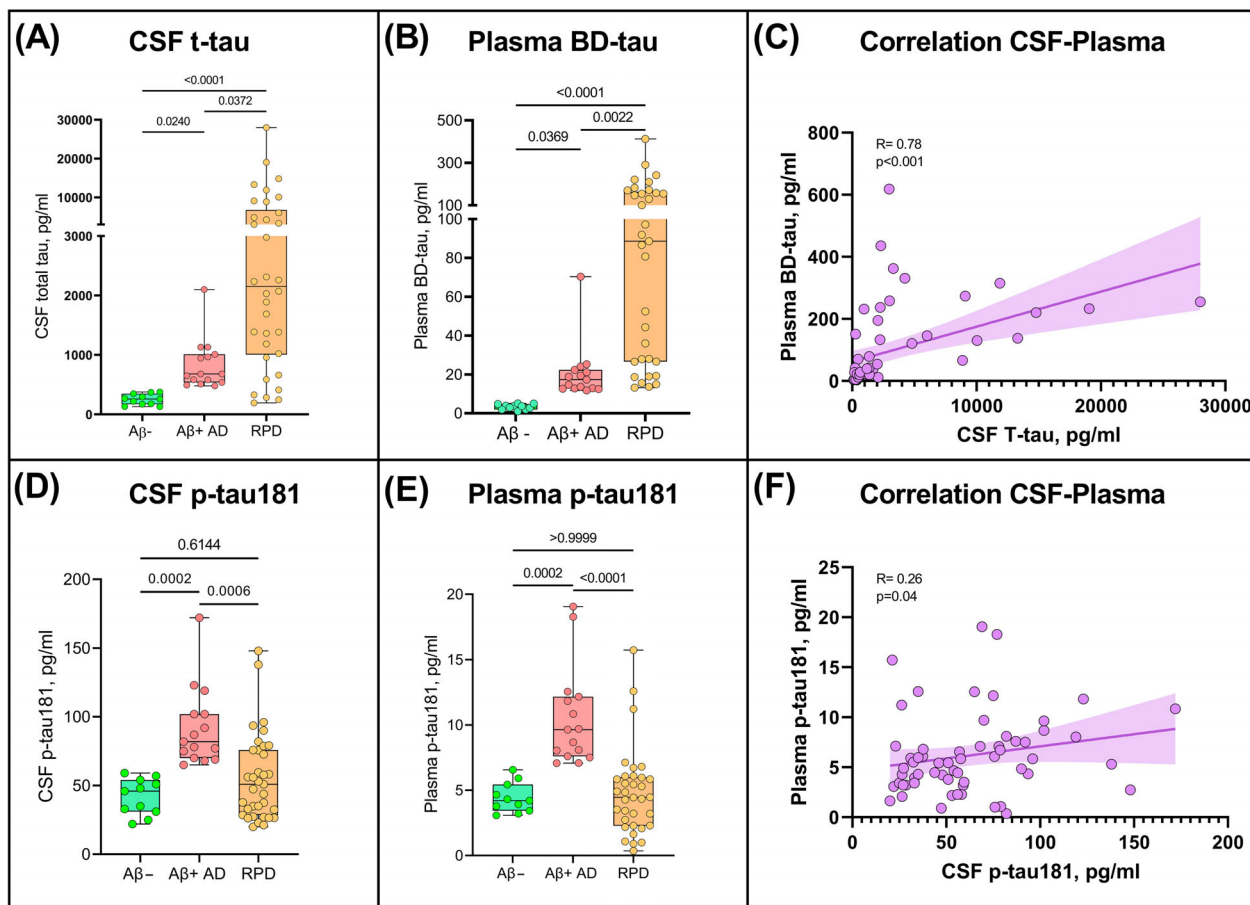 (A) CSF t-tau
<0.0001
0.0372
0.0240
30000
20000
10000
3000
2000
1000
0
CSF total tau, pg/ml
Aβ- Aβ+ AD RPD
(B) Plasma BD-tau
<0.0001
0.0022
0.0369
500
300
100
100
80
60
40
20
0
Plasma BD-tau, pg/ml
Aβ - Aβ+ AD RPD
(C) Correlation CSF-Plasma
R= 0.78
p<0.001
800
600
400
200
0
Plasma BD-tau, pg/ml
0 10000 20000 30000
CSF T-tau, pg/ml
(D) CSF p-tau181
0.6144
0.0002
0.0006
200
150
100
50
0
CSF p-tau181, pg/ml
Aβ− Aβ+ AD RPD
(E) Plasma p-tau181
>0.9999
0.0002 <0.0001
20
15
10
5
0
Plasma p-tau181, pg/ml
Aβ− Aβ+ AD RPD
(F) Correlation CSF-Plasma
R= 0.26
p=0.04
25
20
15
10
5
0
Plasma p-tau181, pg/ml
0 50 100 150 200
CSF p-tau181, pg/ml